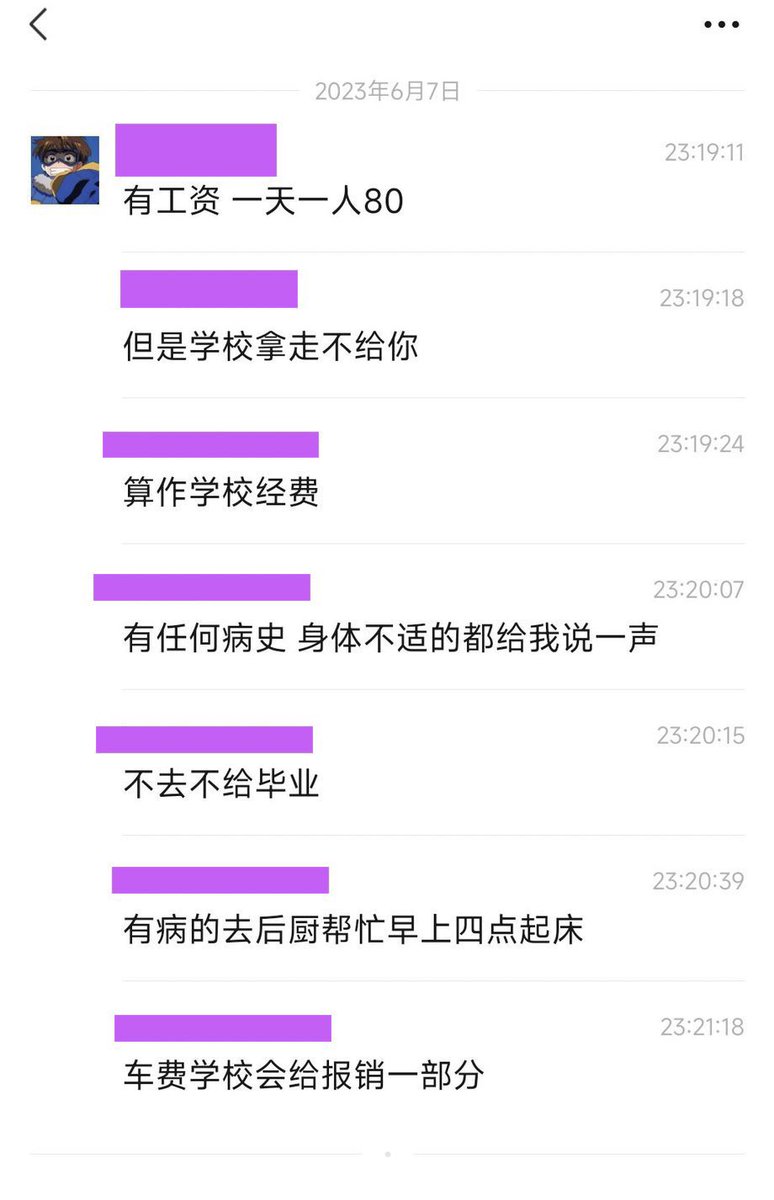 2023年6月7日
23:19:11
有工资 一天一人80
23:19:18
但是学校拿走不给你
23:19:24
算作学校经费
23:20:07
有任何病史 身体不适的都给我说一声
23:20:15
不去不给毕业
23:20:39
有病的去后厨帮忙早上四点起床
23:21:18
车费学校会给报销一部分